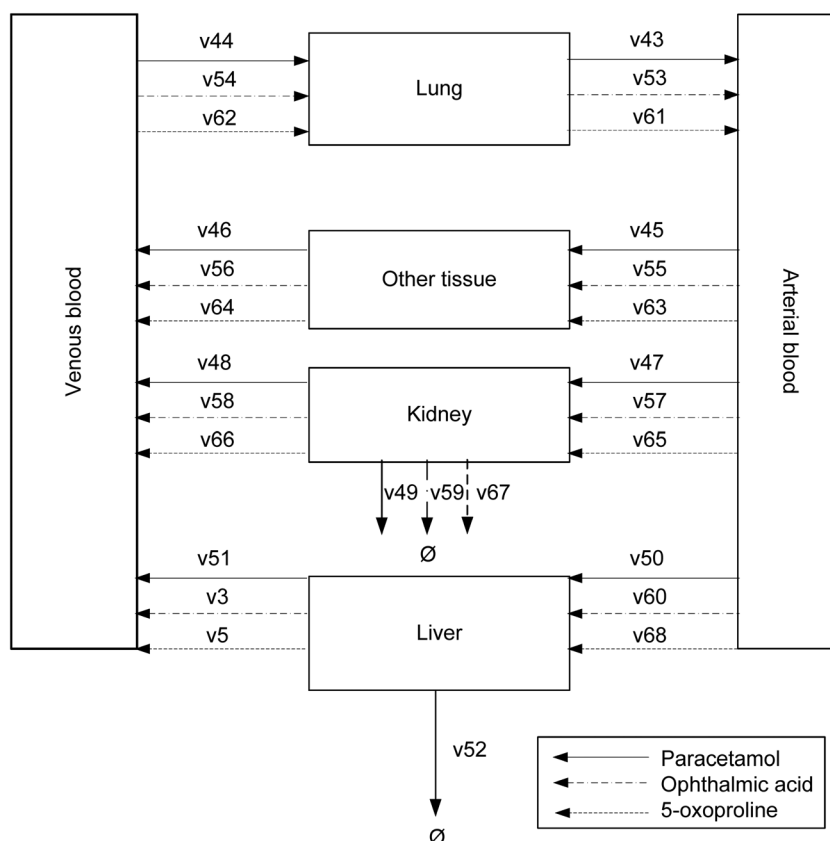 v44
v43
v54
Lung
v53
v62
v61
v46
v45
v56
Other tissue
v55
v64
v63
Venous blood
Arterial blood
v48
v47
v58
Kidney
v57
v66
v65
v49
v59
v67
Ø
v51
v50
v3
v60
v5
Liver
v68
v52
Ø
Paracetamol
Ophthalmic acid
5-oxoproline